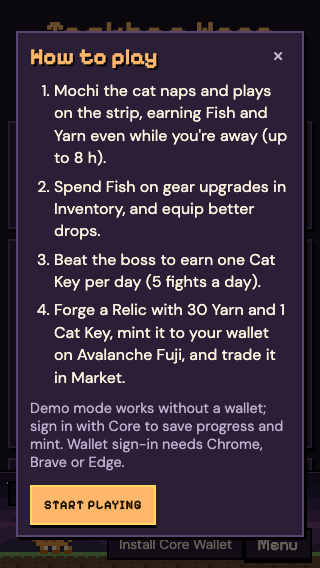 How to play
×
1. Mochi the cat naps and plays
on the strip, earning Fish and
Yarn even while you're away (up
to 8 h).
2. Spend Fish on gear upgrades in
Inventory, and equip better
drops.
3. Beat the boss to earn one Cat
Key per day (5 fights a day).
4. Forge a Relic with 30 Yarn and 1
Cat Key, mint it to your wallet
on Avalanche Fuji, and trade it
in Market.
Demo mode works without a wallet;
sign in with Core to save progress and
mint. Wallet sign-in needs Chrome,
Brave or Edge.
START PLAYING
Install Core Wallet
Menu